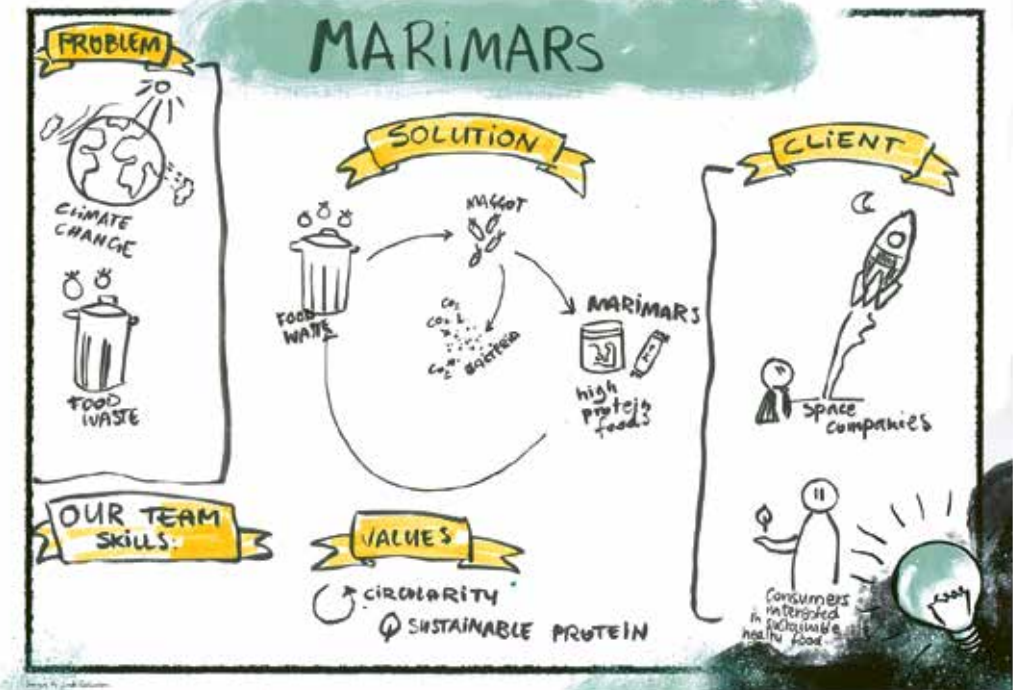 MARiMARS
PROBLEM
CLiMATE
CHANGE
FOOD
WASTE
SOLUTiON
MAGGOT
FOOD
WASTE
CO₂
CO₂
CO₂
BACTERIA
MARiMARS
high
protein
foods
CLiENT
Space
companies
Consumers
interested
in sustainable
healthy food
OUR TEAM
SKiLLS:
VALUES
CiRCULARiTY
SUSTAINABLE PROTEIN